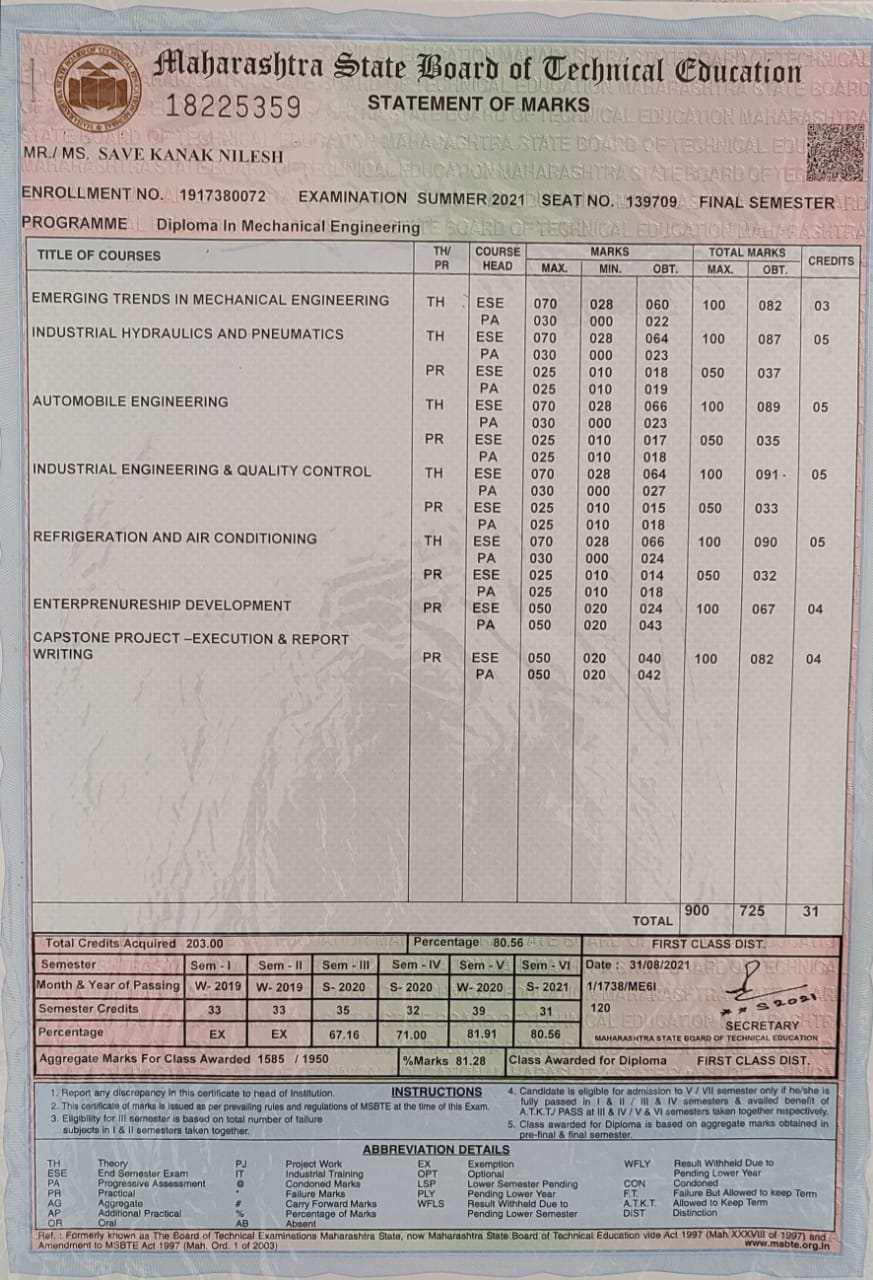 Maharashtra State Board of Technical Education
18225359 STATEMENT OF MARKS
MR./ MS. SAVE KANAK NILESH
ENROLLMENT NO. 1917380072 EXAMINATION SUMMER 2021 SEAT NO. 139709 FINAL SEMESTER
PROGRAMME Diploma In Mechanical Engineering
TITLE OF COURSES TH/ PR COURSE HEAD MARKS TOTAL MARKS CREDITS
MAX. MIN. OBT. MAX. OBT.
EMERGING TRENDS IN MECHANICAL ENGINEERING TH ESE 070 028 060 100 082 03
PA 030 000 022
INDUSTRIAL HYDRAULICS AND PNEUMATICS TH ESE 070 028 064 100 087 05
PA 030 000 023
PR ESE 025 010 018 050 037
PA 025 010 019
AUTOMOBILE ENGINEERING TH ESE 070 028 066 100 089 05
PA 030 000 023
PR ESE 025 010 017 050 035
PA 025 010 018
INDUSTRIAL ENGINEERING & QUALITY CONTROL TH ESE 070 028 064 100 091 05
PA 030 000 027
PR ESE 025 010 015 050 033
PA 025 010 018
REFRIGERATION AND AIR CONDITIONING TH ESE 070 028 066 100 090 05
PA 030 000 024
PR ESE 025 010 014 050 032
PA 025 010 018
ENTERPRENURESHIP DEVELOPMENT PR ESE 050 020 024 100 067 04
PA 050 020 043
CAPSTONE PROJECT –EXECUTION & REPORT
WRITING PR ESE 050 020 040 100 082 04
PA 050 020 042
TOTAL 900 725 31
Total Credits Acquired 203.00 Percentage 80.56 FIRST CLASS DIST.
Semester Sem - I Sem - II Sem - III Sem - IV Sem - V Sem - VI Date : 31/08/2021
Month & Year of Passing W- 2019 W- 2019 S- 2020 S- 2020 W- 2020 S- 2021 1/1738/ME6I
Semester Credits 33 33 35 32 39 31 120
Percentage EX EX 67.16 71.00 81.91 80.56 SECRETARY
MAHARASHTRA STATE BOARD OF TECHNICAL EDUCATION
Aggregate Marks For Class Awarded 1585 / 1950 %Marks 81.28 Class Awarded for Diploma FIRST CLASS DIST.
INSTRUCTIONS
1. Report any discrepancy in this certificate to head of Institution.
2. This certificate of marks is issued as per prevailing rules and regulations of MSBTE at the time of this Exam.
3. Eligibility for III semester is based on total number of failure
subjects in I & II semesters taken together.
4. Candidate is eligible for admission to V / VII semester only if he/she is
fully passed in I & II / III & IV semesters & availed benefit of
A.T.K.T./ PASS at III & IV / V & VI semesters taken together respectively.
5. Class awarded for Diploma is based on aggregate marks obtained in
pre-final & final semester.
ABBREVIATION DETAILS
TH Theory PJ Project Work EX Exemption WFLY Result Withheld Due to
ESE End Semester Exam IT Industrial Training OPT Optional Pending Lower Year
PA Progressive Assessment @ Condoned Marks LSP Lower Semester Pending CON Condoned
PR Practical * Failure Marks PLY Pending Lower Year F.T. Failure But Allowed to keep Term
AG Aggregate # Carry Forward Marks WFLS Result Withheld Due to A.T.K.T. Allowed to Keep Term
AP Additional Practical % Percentage of Marks Pending Lower Semester DIST Distinction
OR Oral AB Absent
Ref. : Formerly known as The Board of Technical Examinations Maharashtra State, now Maharashtra State Board of Technical Education vide Act 1997 (Mah. XXXVIII of 1997) and
Amendment to MSBTE Act 1997 (Mah. Ord. 1 of 2003) www.msbte.org.in